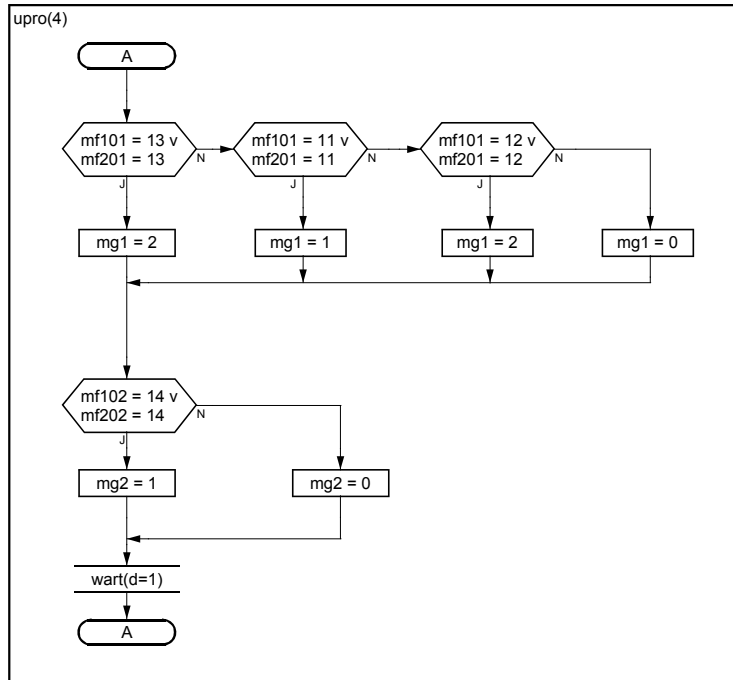 upro(4)
A
mf101 = 13 v
mf201 = 13
N
J
mf101 = 11 v
mf201 = 11
N
J
mf101 = 12 v
mf201 = 12
N
J
mg1 = 2
mg1 = 1
mg1 = 2
mg1 = 0
mf102 = 14 v
mf202 = 14
N
J
mg2 = 1
mg2 = 0
wart(d=1)
A